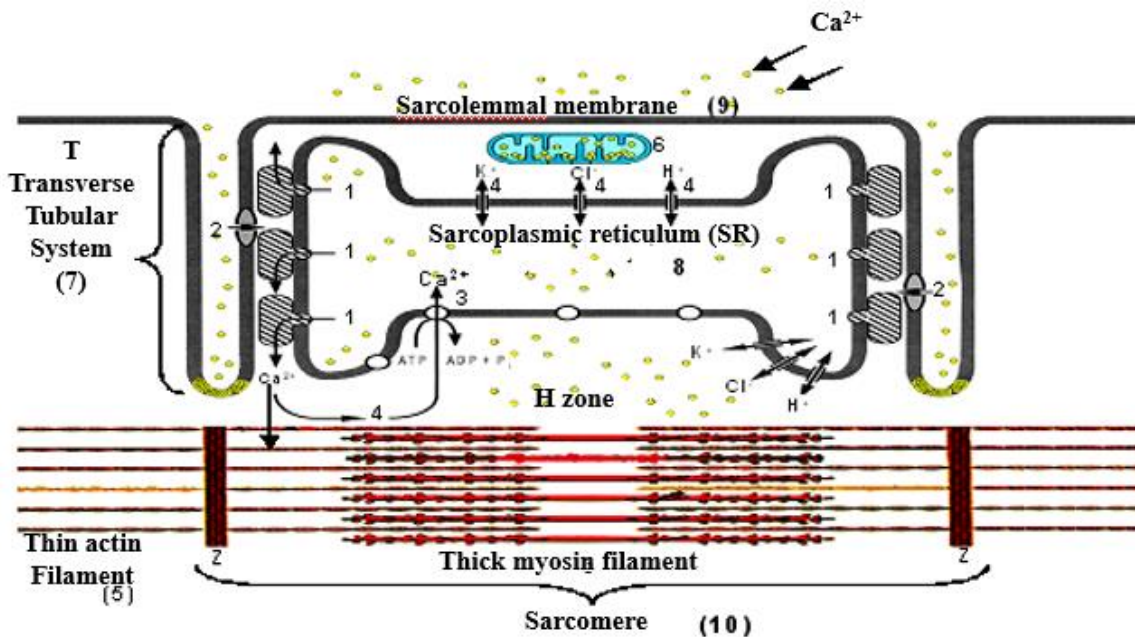 Ca²⁺
Sarcolemmal membrane (9)
T
Transverse
Tubular
System
(7)
6
K⁺ Cl⁻ H⁺
4 4 4
1 1
2
Sarcoplasmic reticulum (SR)
8
1 1
Ca²⁺
3
2
1 1
ATP ADP + Pᵢ
K⁺
Cl⁻
H⁺
Ca²⁺
4
H zone
Thin actin
Filament
(5)
Z Z
Thick myosin filament
Sarcomere (10)